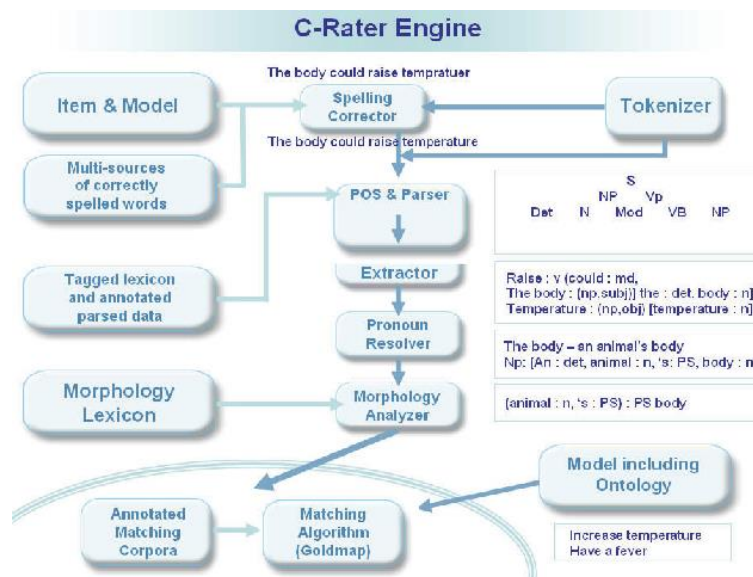 C-Rater Engine
The body could raise tempratuer
Item & Model
Spelling
Corrector
Tokenizer
The body could raise temperature
Multi-sources
of correctly
spelled words
POS & Parser
S
NP Vp
Det N Mod VB NP
Tagged lexicon
and annotated
parsed data
Extractor
Raise : v (could : md,
The body : (np,subj)] the : det, body : n]
Temperature : (np,obj) [temperature : n]
Pronoun
Resolver
The body – an animal's body
Np: [An : det, animal : n, 's: PS, body : n
Morphology
Lexicon
Morphology
Analyzer
(animal : n, 's : PS) : PS body
Model including
Ontology
Annotated
Matching
Corpora
Matching
Algorithm
(Goldmap)
Increase temperature
Have a fever